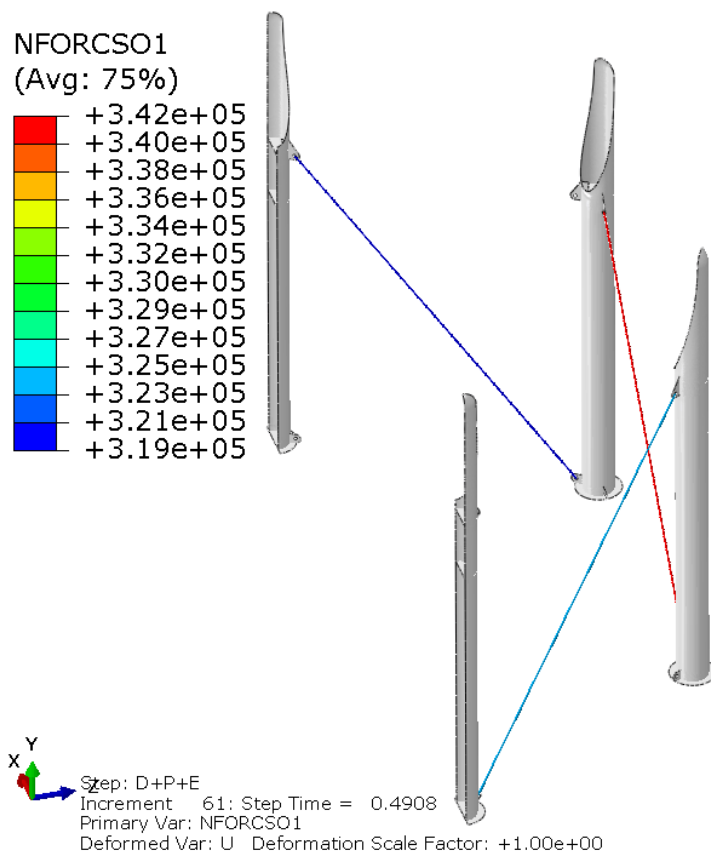 NFORCSO1
(Avg: 75%)
+3.42e+05
+3.40e+05
+3.38e+05
+3.36e+05
+3.34e+05
+3.32e+05
+3.30e+05
+3.29e+05
+3.27e+05
+3.25e+05
+3.23e+05
+3.21e+05
+3.19e+05
Y
X
Z
Step: D+P+E
Increment 61: Step Time = 0.4908
Primary Var: NFORCSO1
Deformed Var: U Deformation Scale Factor: +1.00e+00